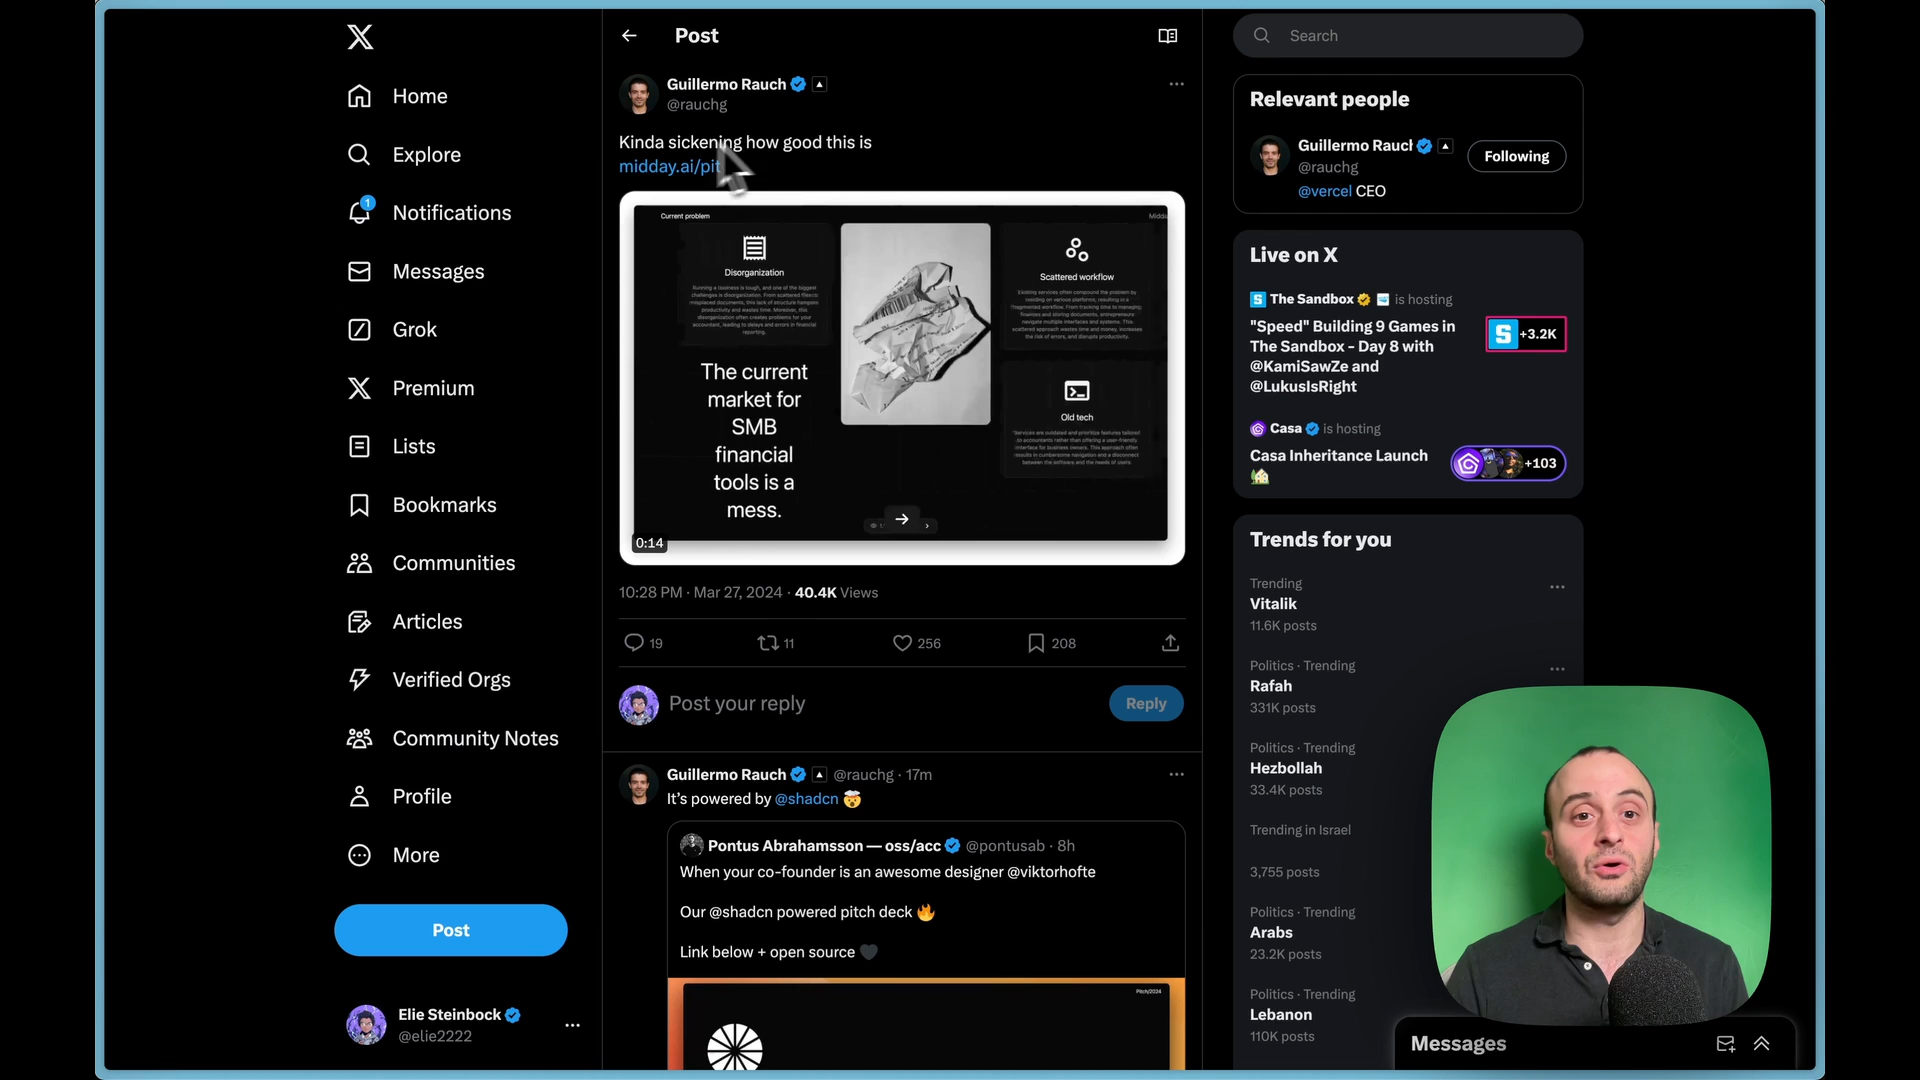 Home
Explore
1
Notifications
Messages
Grok
Premium
Lists
Bookmarks
Communities
Articles
Verified Orgs
Community Notes
Profile
More
Post
Elie Steinbock
@elie2222
Post
Guillermo Rauch
@rauchg
Kinda sickening how good this is
midday.ai/pit
Current problem
Disorganization
The current
market for
SMB
financial
tools is a
mess.
Scattered workflow
Old tech
0:14
10:28 PM · Mar 27, 2024 · 40.4K Views
19
11
256
208
Post your reply
Reply
Guillermo Rauch @rauchg · 17m
It's powered by @shadcn 🤯
Pontus Abrahamsson — oss/acc @pontusab · 8h
When your co-founder is an awesome designer @viktorhofte
Our @shadcn powered pitch deck 🔥
Link below + open source 🖤
Pitch/2024
Search
Relevant people
Guillermo Rauch
@rauchg
Following
@vercel CEO
Live on X
The Sandbox is hosting
"Speed" Building 9 Games in
The Sandbox - Day 8 with
@KamiSawZe and
@LukusIsRight
S +3.2K
Casa is hosting
Casa Inheritance Launch
🏡
+103
Trends for you
Trending
Vitalik
11.6K posts
Politics · Trending
Rafah
331K posts
Politics · Trending
Hezbollah
33.4K posts
Trending in Israel
3,755 posts
Politics · Trending
Arabs
23.2K posts
Politics · Trending
Lebanon
110K posts
Messages